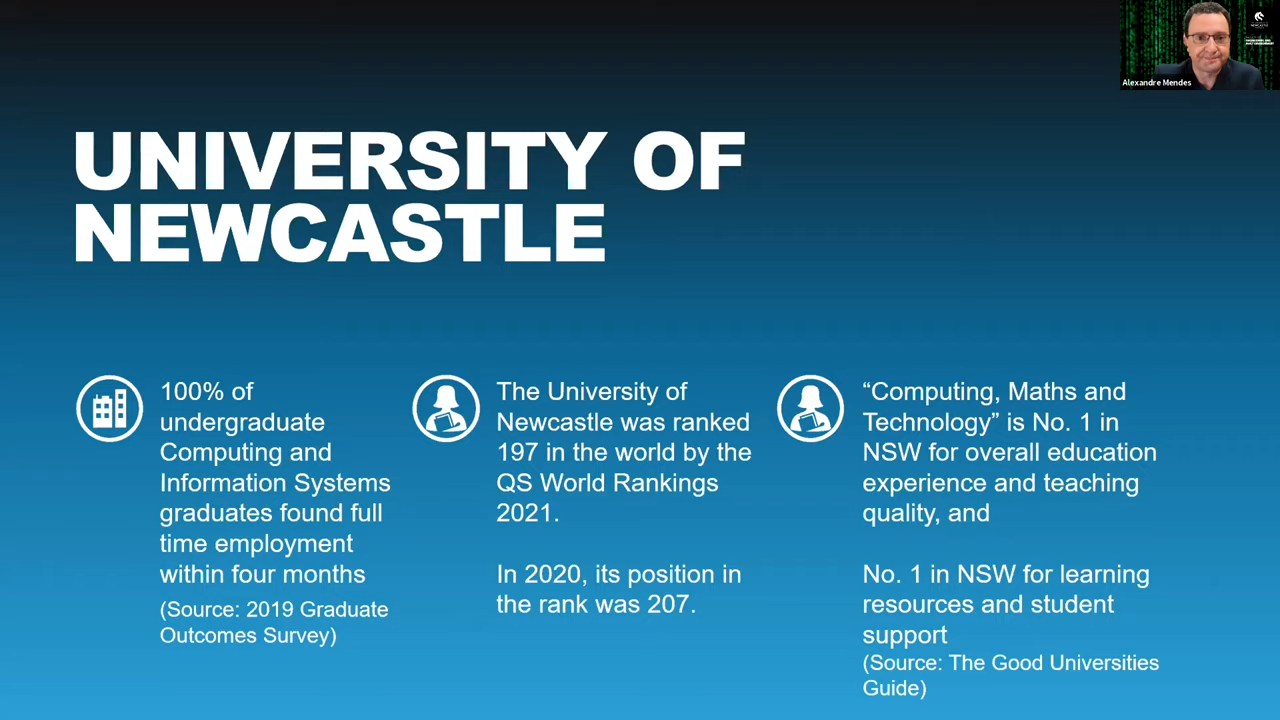 NEWCASTLE
Alexandre Mendes
UNIVERSITY OF
NEWCASTLE
100% of
undergraduate
Computing and
Information Systems
graduates found full
time employment
within four months
(Source: 2019 Graduate
Outcomes Survey)
The University of
Newcastle was ranked
197 in the world by the
QS World Rankings
2021.
In 2020, its position in
the rank was 207.
“Computing, Maths and
Technology” is No. 1 in
NSW for overall education
experience and teaching
quality, and
No. 1 in NSW for learning
resources and student
support
(Source: The Good Universities
Guide)